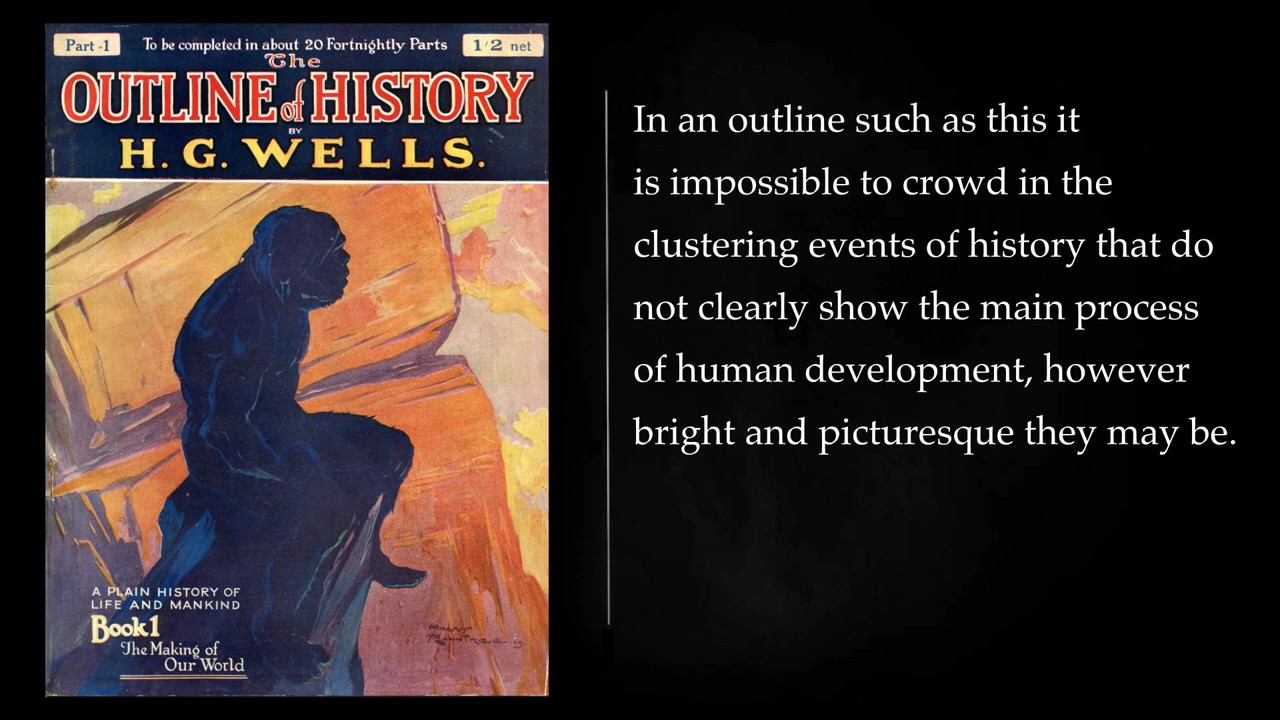 Part -1
To be completed in about 20 Fortnightly Parts
1/2 net
The
OUTLINE of HISTORY
BY
H. G. WELLS.
A PLAIN HISTORY OF
LIFE AND MANKIND
Book 1
The Making of
Our World
In an outline such as this it
is impossible to crowd in the
clustering events of history that do
not clearly show the main process
of human development, however
bright and picturesque they may be.